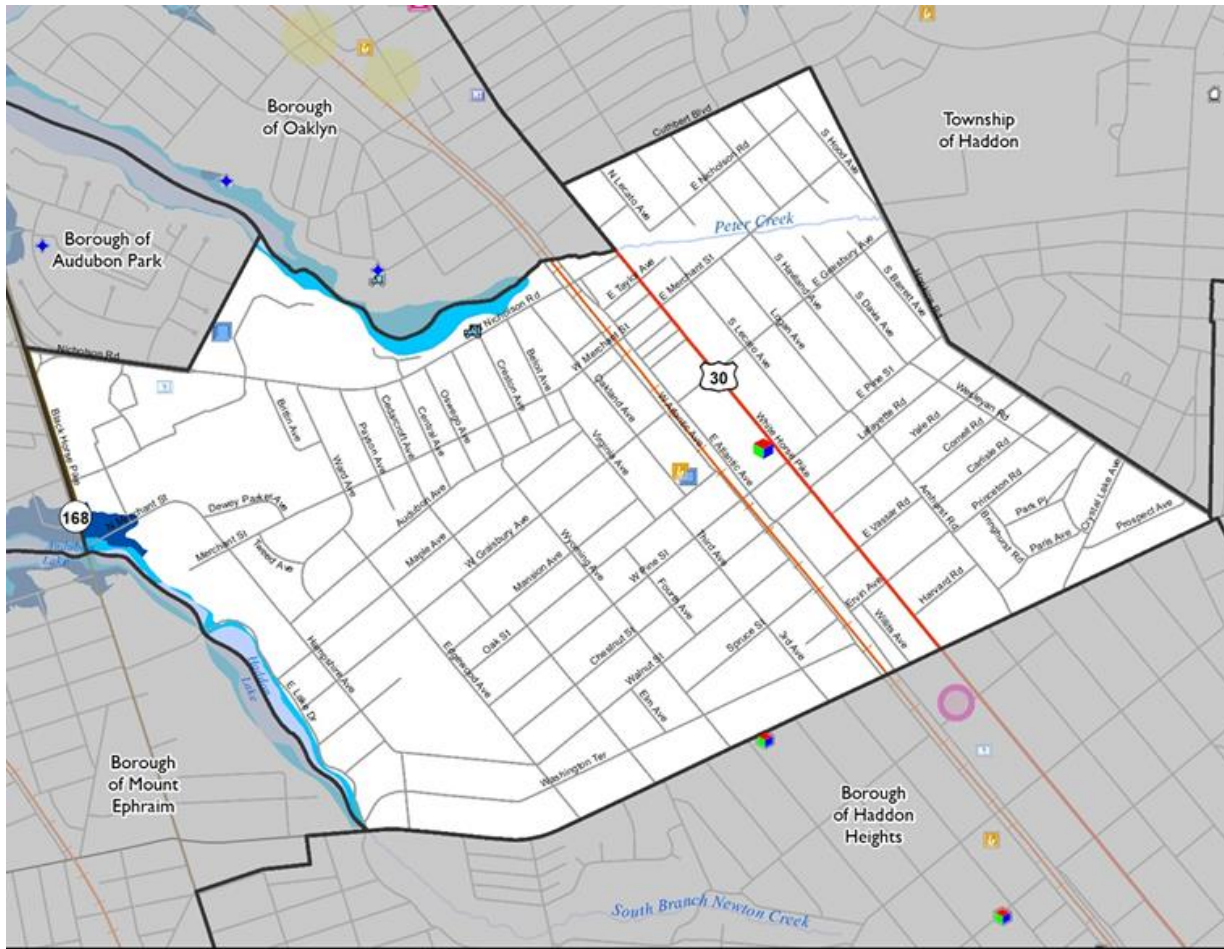 Borough
of Oaklyn
Township
of Haddon
Cuthbert Blvd
S Hood Ave
E Nicholson Rd
N Lecato Ave
Peter Creek
Borough of
Audubon Park
E Taylor Ave
E Merchant St
S Haviland Ave
E Graisbury Ave
S Barrett Ave
S Davis Ave
Nicholson Rd
W Merchant St
S Lecato Ave
Logan Ave
Nicholson Rd
30
E Pine St
Black Horse Pike
Britin Ave
Payton Ave
Cedarcroft Ave
Central Ave
Oswego Ave
Creston Ave
Beloit Ave
Oakland Ave
W Atlantic Ave
White Horse Pike
Lafayette Rd
Wesleyan Rd
Yale Rd
Cornell Rd
Carlisle Rd
Princeton Rd
Park Pl
Crystal Lake Ave
Prospect Ave
Paris Ave
Bringhurst Rd
Amhurst Rd
E Vassar Rd
E Atlantic Ave
Virginia Ave
Ward Ave
Audubon Ave
Dewey Parker Ave
168
Merchant St
Merchant St
Tweed Ave
Lake
Maple Ave
W Graisbury Ave
Mansion Ave
Wyoming Ave
W Pine St
Third Ave
Fourth Ave
Ervin Ave
Harvard Rd
Willits Ave
Oak St
Chestnut St
Walnut St
Spruce St
3rd Ave
Elm Ave
Edgewood Ave
Hampshire Ave
Haddon
Lake
E Lake Dr
Washington Ter
Borough
of Mount
Ephraim
Borough
of Haddon
Heights
South Branch Newton Creek